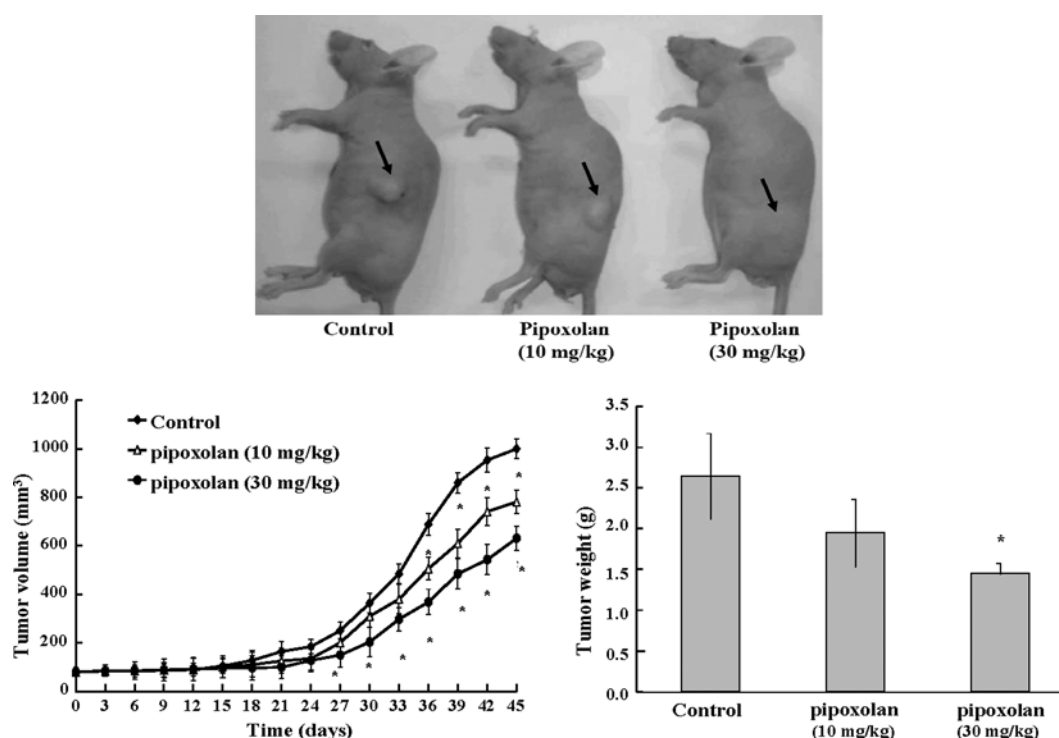 Control
Pipoxolan
(10 mg/kg)
Pipoxolan
(30 mg/kg)
1200
1000
800
600
400
200
0
Tumor volume (mm³)
Control
pipoxolan (10 mg/kg)
pipoxolan (30 mg/kg)
*
*
*
*
*
*
*
*
*
*
*
0 3 6 9 12 15 18 21 24 27 30 33 36 39 42 45
Time (days)
3.5
3.0
2.5
2.0
1.5
1.0
0.5
0.0
Tumor weight (g)
*
Control
pipoxolan
(10 mg/kg)
pipoxolan
(30 mg/kg)